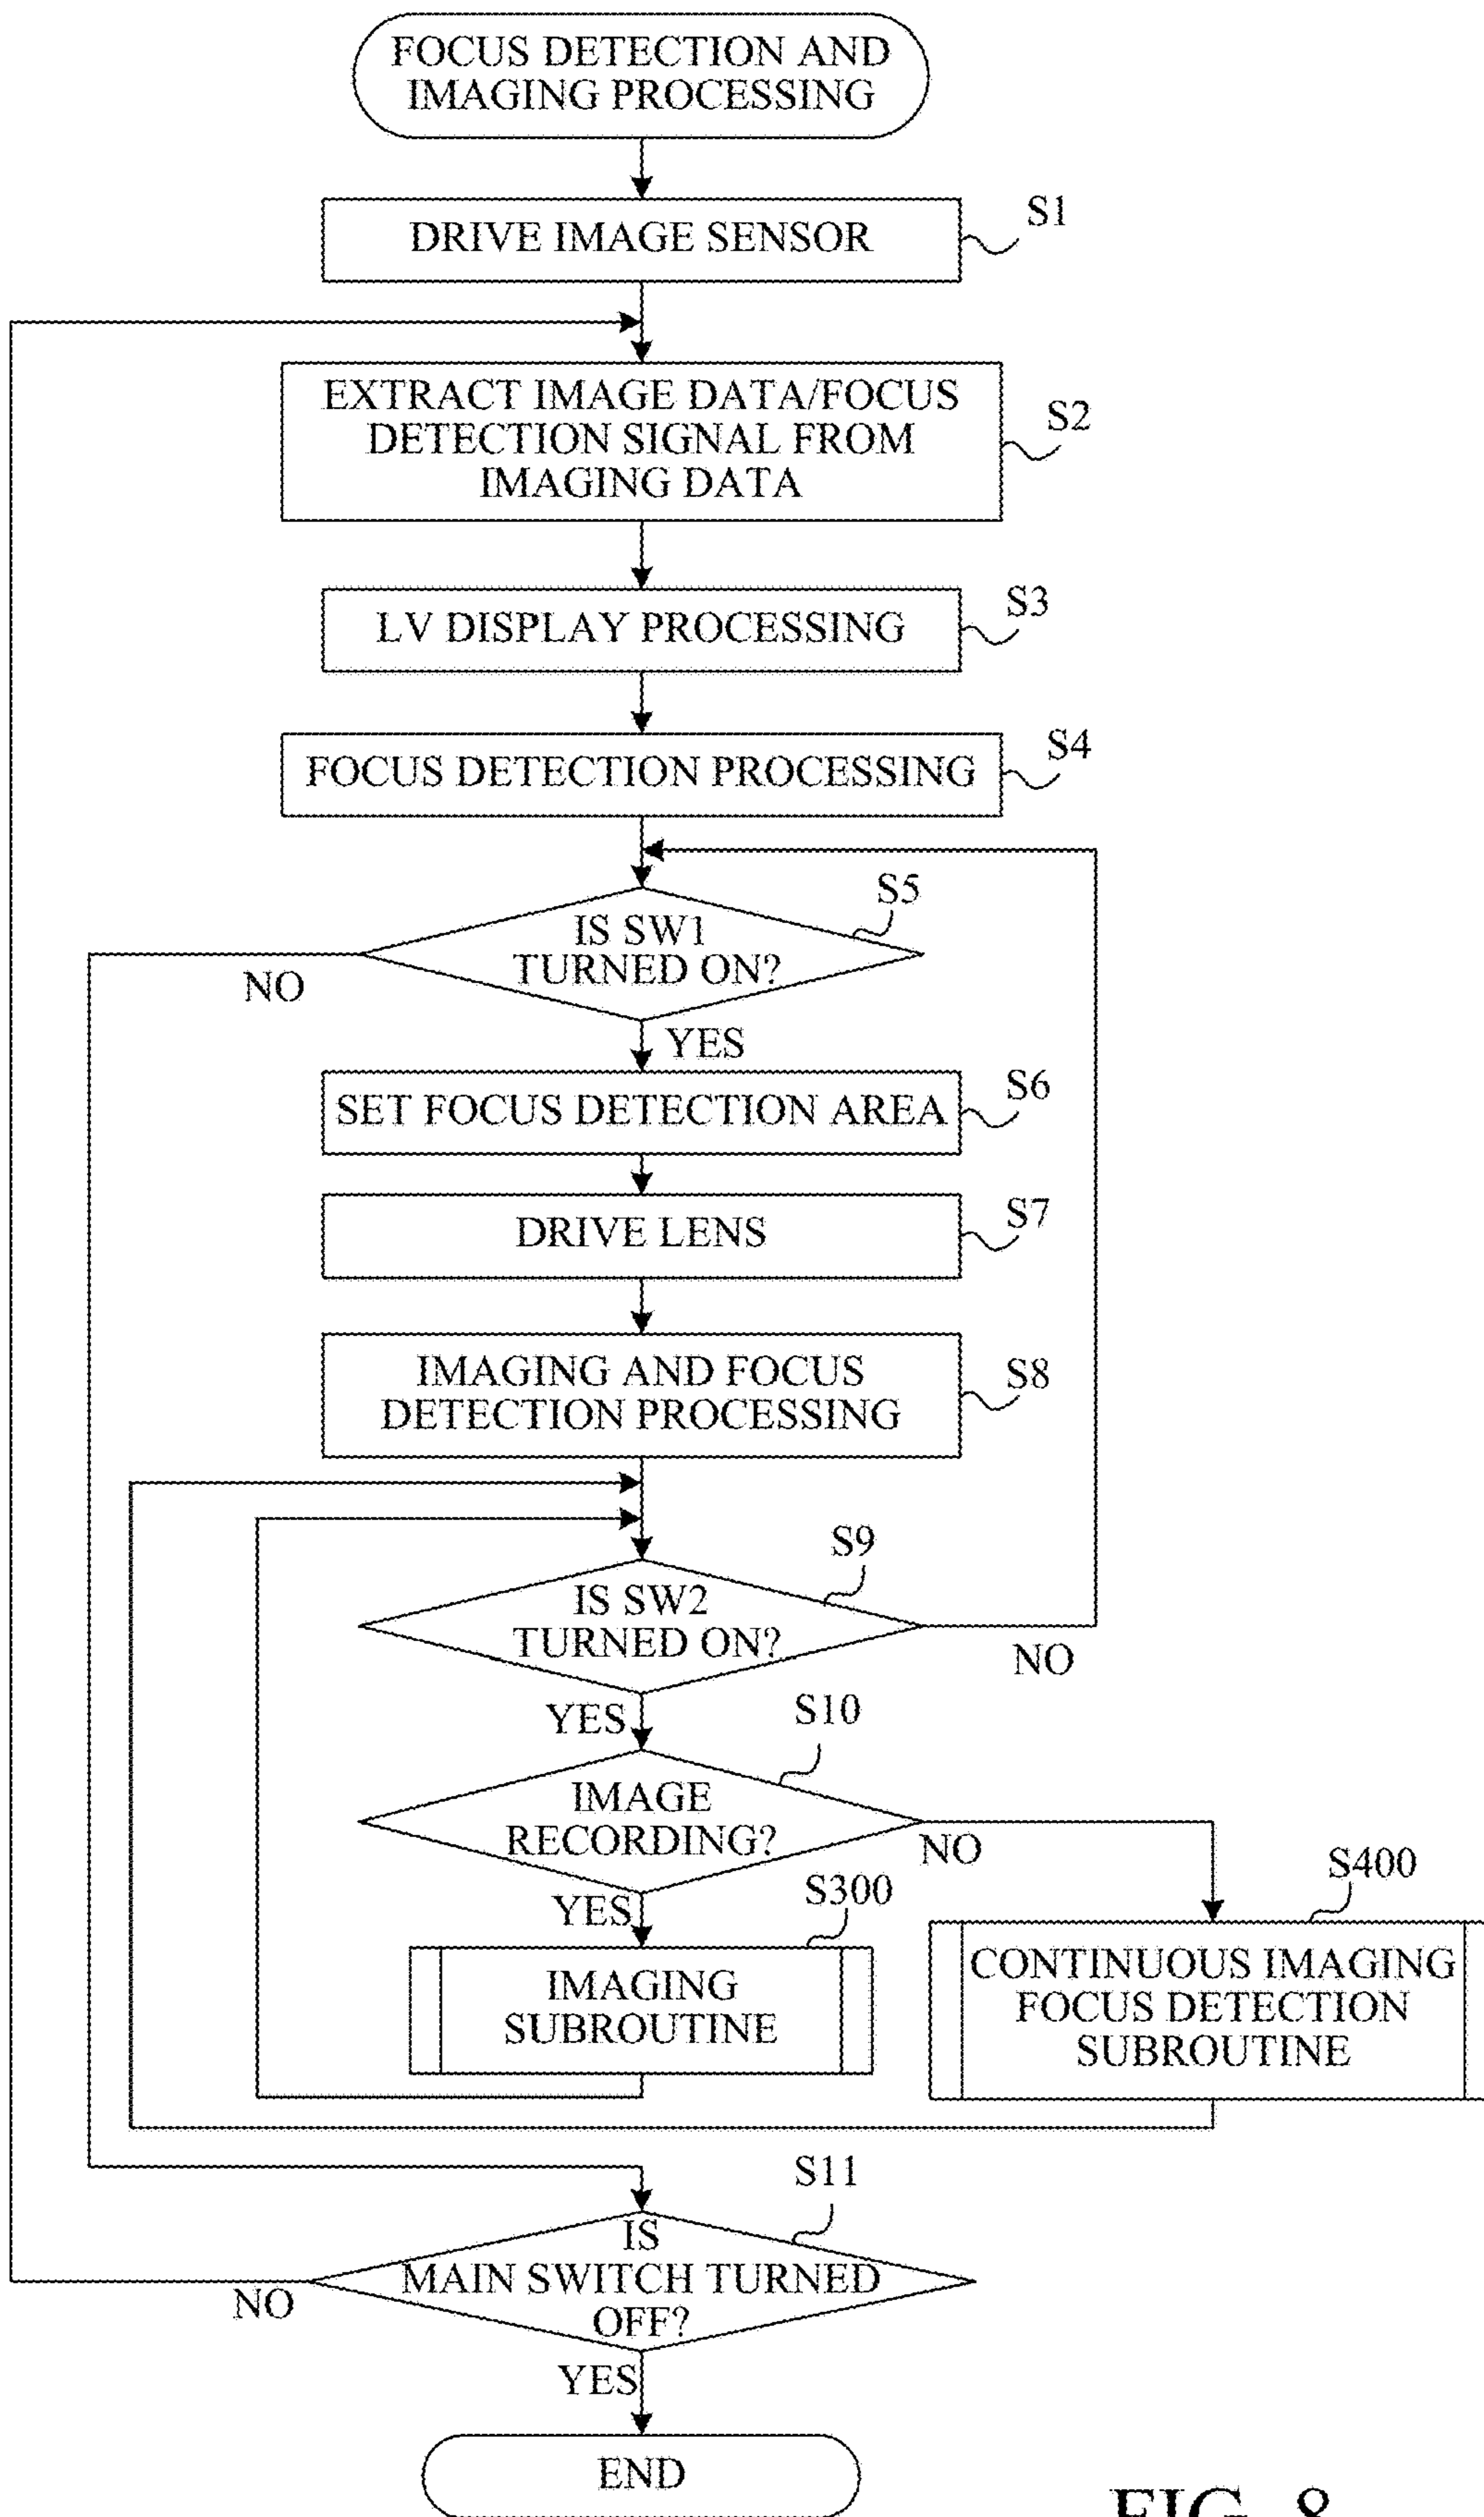 FOCUS DETECTION AND
IMAGING PROCESSING
DRIVE IMAGE SENSOR
S1
EXTRACT IMAGE DATA/FOCUS
DETECTION SIGNAL FROM
IMAGING DATA
S2
LV DISPLAY PROCESSING
S3
FOCUS DETECTION PROCESSING
S4
S5
IS SW1
TURNED ON?
NO
YES
SET FOCUS DETECTION AREA
S6
DRIVE LENS
S7
IMAGING AND FOCUS
DETECTION PROCESSING
S8
S9
IS SW2
TURNED ON?
NO
YES
S10
IMAGE
RECORDING?
NO
YES
S300
IMAGING
SUBROUTINE
S400
CONTINUOUS IMAGING
FOCUS DETECTION
SUBROUTINE
S11
IS
MAIN SWITCH TURNED
OFF?
NO
YES
END
FIG. 8